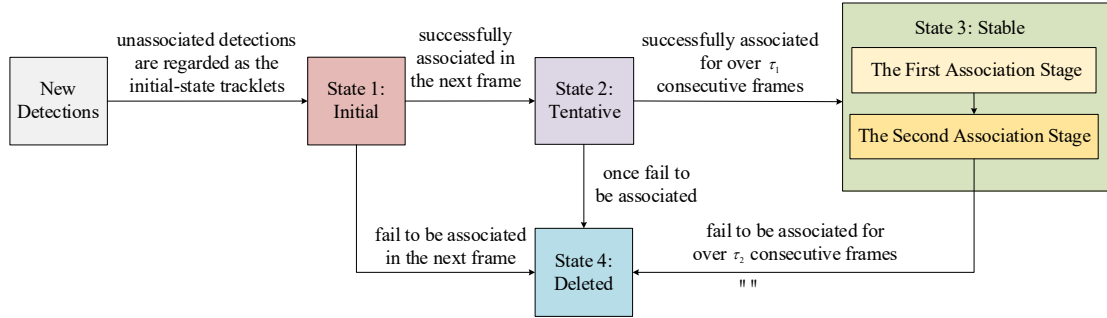 New
Detections
unassociated detections
are regarded as the
initial-state tracklets
State 1:
Initial
successfully
associated in
the next frame
State 2:
Tentative
successfully associated
for over τ₁
consecutive frames
State 3: Stable
The First Association Stage
The Second Association Stage
once fail to
be associated
fail to be associated
in the next frame
State 4:
Deleted
fail to be associated for
over τ₂ consecutive frames
" "